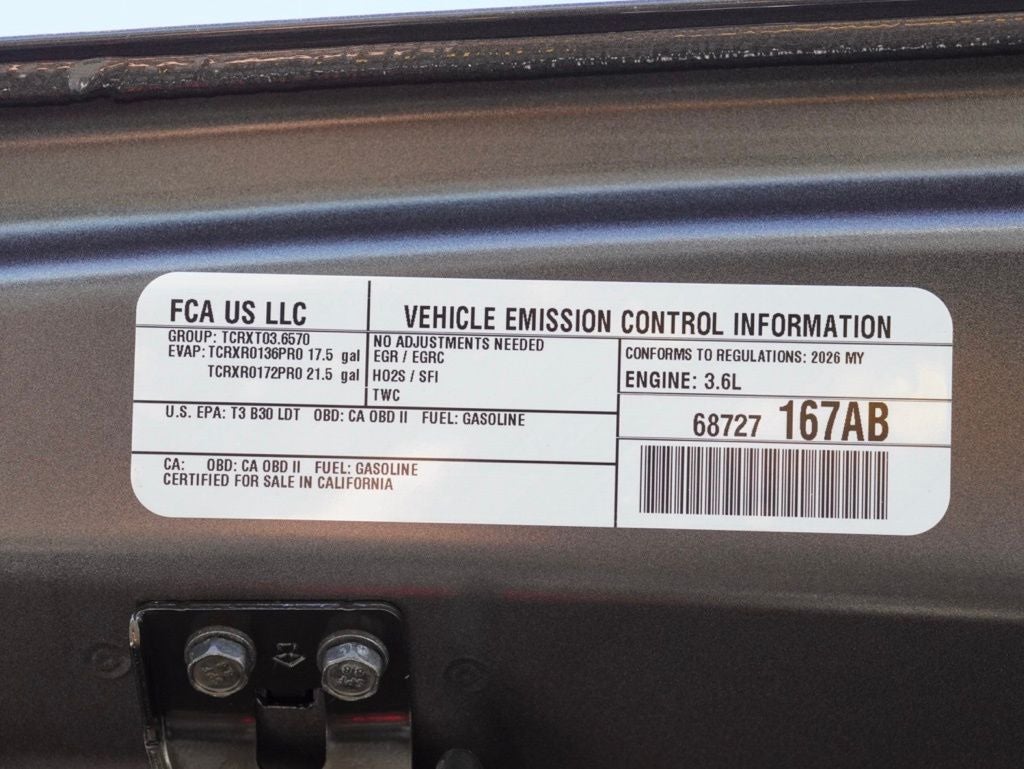 FCA US LLC
VEHICLE EMISSION CONTROL INFORMATION
GROUP: TCRXT03.6570
EVAP: TCRXR0136PR0 17.5 gal
TCRXR0172PR0 21.5 gal
NO ADJUSTMENTS NEEDED
EGR / EGRC
HO2S / SFI
TWC
CONFORMS TO REGULATIONS: 2026 MY
ENGINE: 3.6L
U.S. EPA: T3 B30 LDT OBD: CA OBD II FUEL: GASOLINE
68727 167AB
CA: OBD: CA OBD II FUEL: GASOLINE
CERTIFIED FOR SALE IN CALIFORNIA